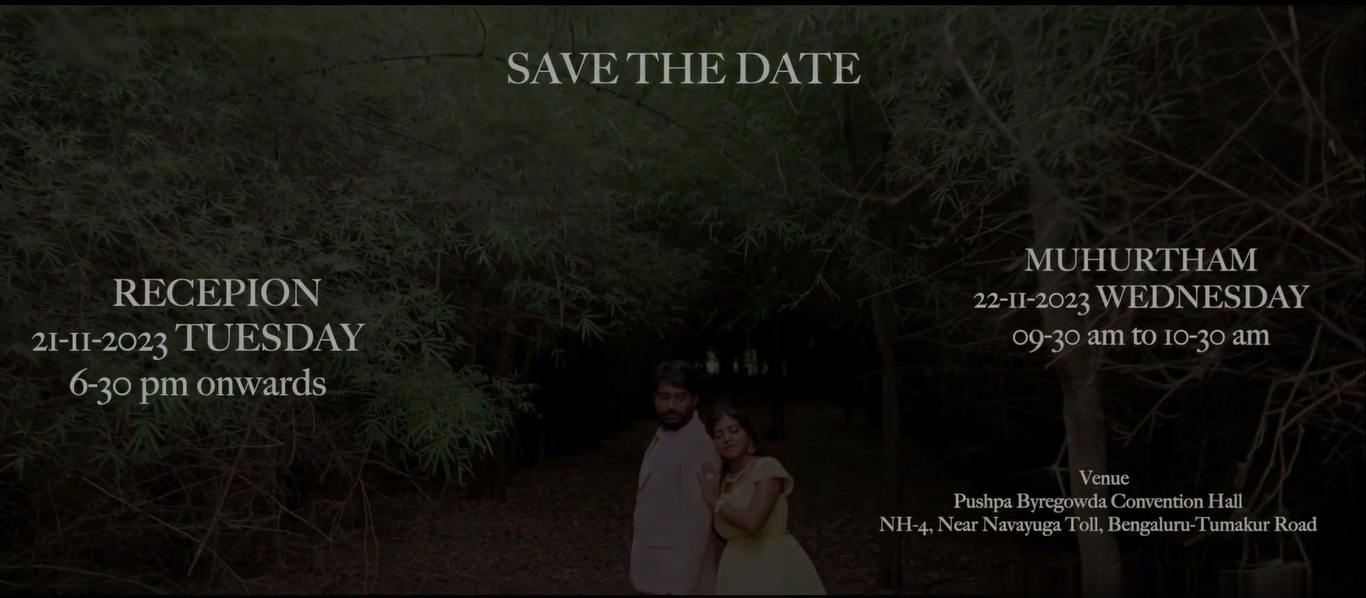 SAVE THE DATE
RECEPION
21-11-2023 TUESDAY
6-30 pm onwards
MUHURTHAM
22-11-2023 WEDNESDAY
09-30 am to 10-30 am
Venue
Pushpa Byregowda Convention Hall
NH-4, Near Navayuga Toll, Bengaluru-Tumakur Road